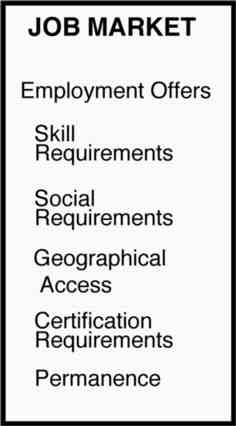 JOB MARKET
Employment Offers
Skill
Requirements
Social
Requirements
Geographical
Access
Certification
Requirements
Permanence